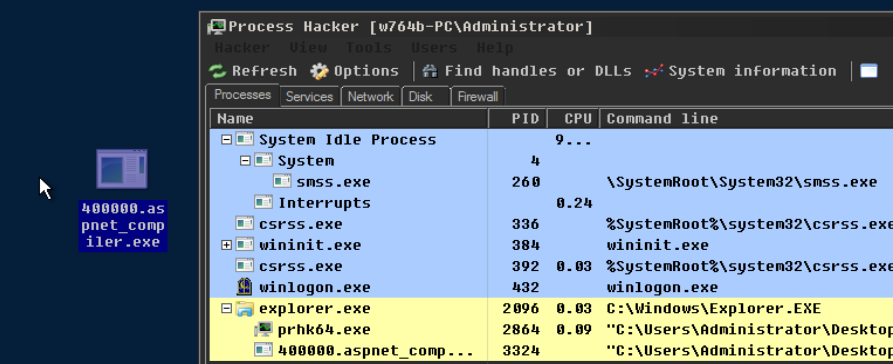 Process Hacker [w764b-PC\Administrator]
Hacker View Tools Users Help
Refresh Options Find handles or DLLs System information
Processes Services Network Disk Firewall
Name PID CPU Command line
System Idle Process 9...
System 4
smss.exe 260 \SystemRoot\System32\smss.exe
Interrupts 0.24
csrss.exe 336 %SystemRoot%\system32\csrss.exe
wininit.exe 384 wininit.exe
csrss.exe 392 0.03 %SystemRoot%\system32\csrss.exe
winlogon.exe 432 winlogon.exe
explorer.exe 2096 0.03 C:\Windows\Explorer.EXE
prhk64.exe 2864 0.09 "C:\Users\Administrator\Desktop
400000.aspnet_comp... 3324 "C:\Users\Administrator\Desktop
400000.as
pnet_comp
iler.exe